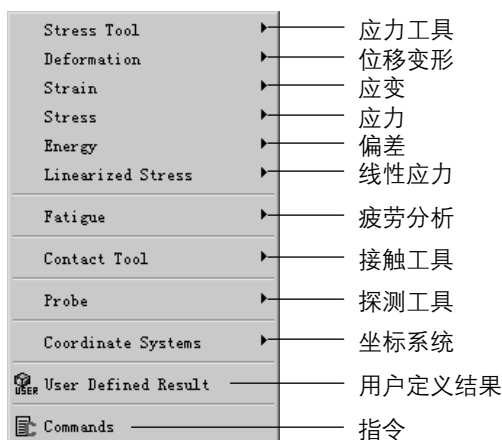 Stress Tool 应力工具
Deformation 位移变形
Strain 应变
Stress 应力
Energy 偏差
Linearized Stress 线性应力
Fatigue 疲劳分析
Contact Tool 接触工具
Probe 探测工具
Coordinate Systems 坐标系统
USER User Defined Result 用户定义结果
Commands 指令